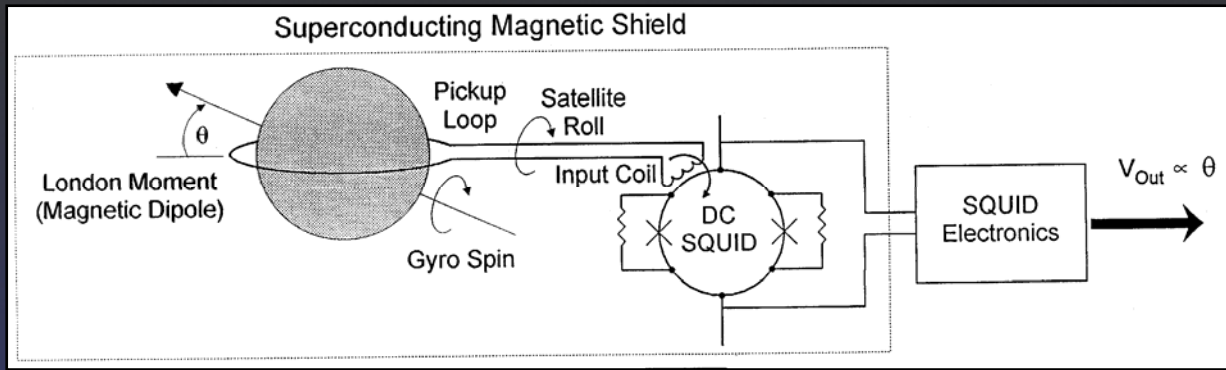 Superconducting Magnetic Shield
Pickup
Loop
Satellite
Roll
θ
London Moment
(Magnetic Dipole)
Input Coil
Gyro Spin
DC
SQUID
SQUID
Electronics
V_Out ∝ θ